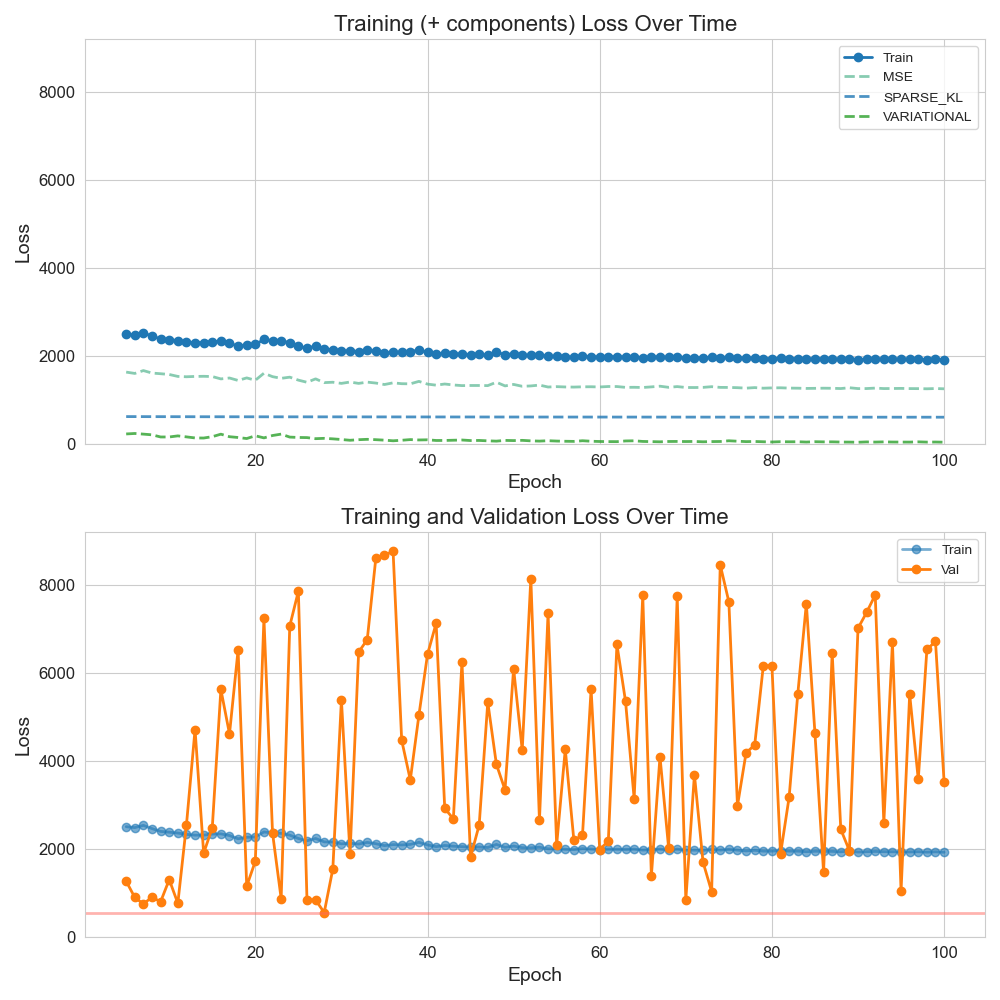 Training (+ components) Loss Over Time
Loss
8000
6000
4000
2000
0
Train
MSE
SPARSE_KL
VARIATIONAL
20 40 60 80 100
Epoch
Training and Validation Loss Over Time
Loss
8000
6000
4000
2000
0
Train
Val
20 40 60 80 100
Epoch